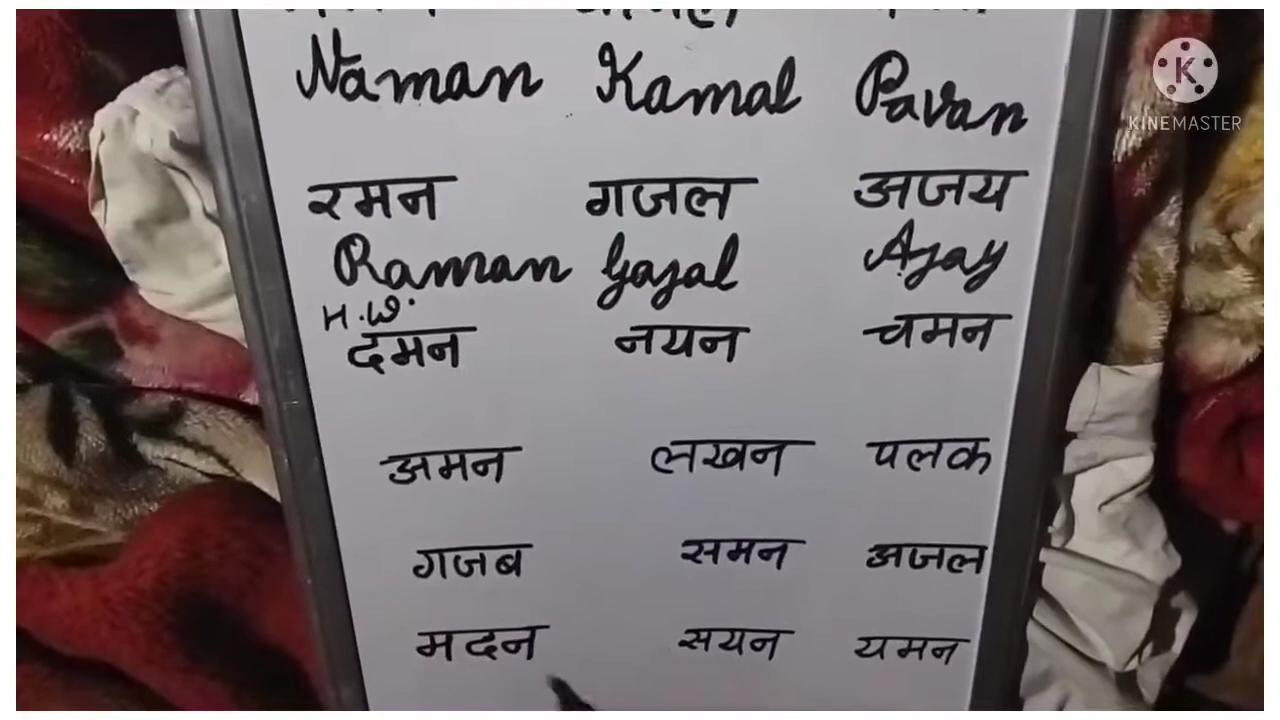 Naman Kamal Pavan
रमन गजल अजय
Raman Gajal Ajay
H.W.
दमन नयन चमन
अमन लखन पलक
गजब समन अजल
मदन सयन यमन
KINEMASTER